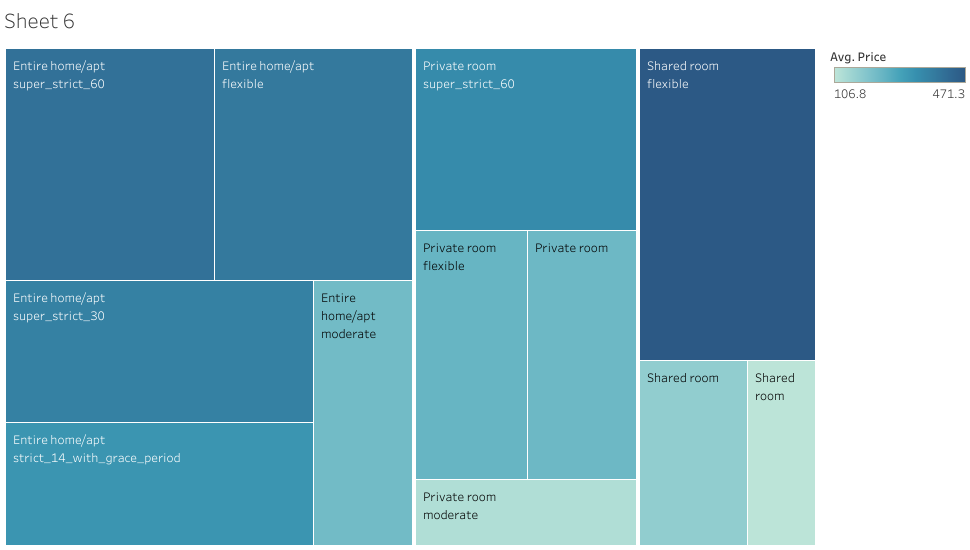 Sheet 6
Entire home/apt
super_strict_60
Entire home/apt
flexible
Entire home/apt
super_strict_30
Entire
home/apt
moderate
Entire home/apt
strict_14_with_grace_period
Private room
super_strict_60
Private room
flexible
Private room
Private room
moderate
Shared room
flexible
Shared room
Shared
room
Avg. Price
106.8 471.3